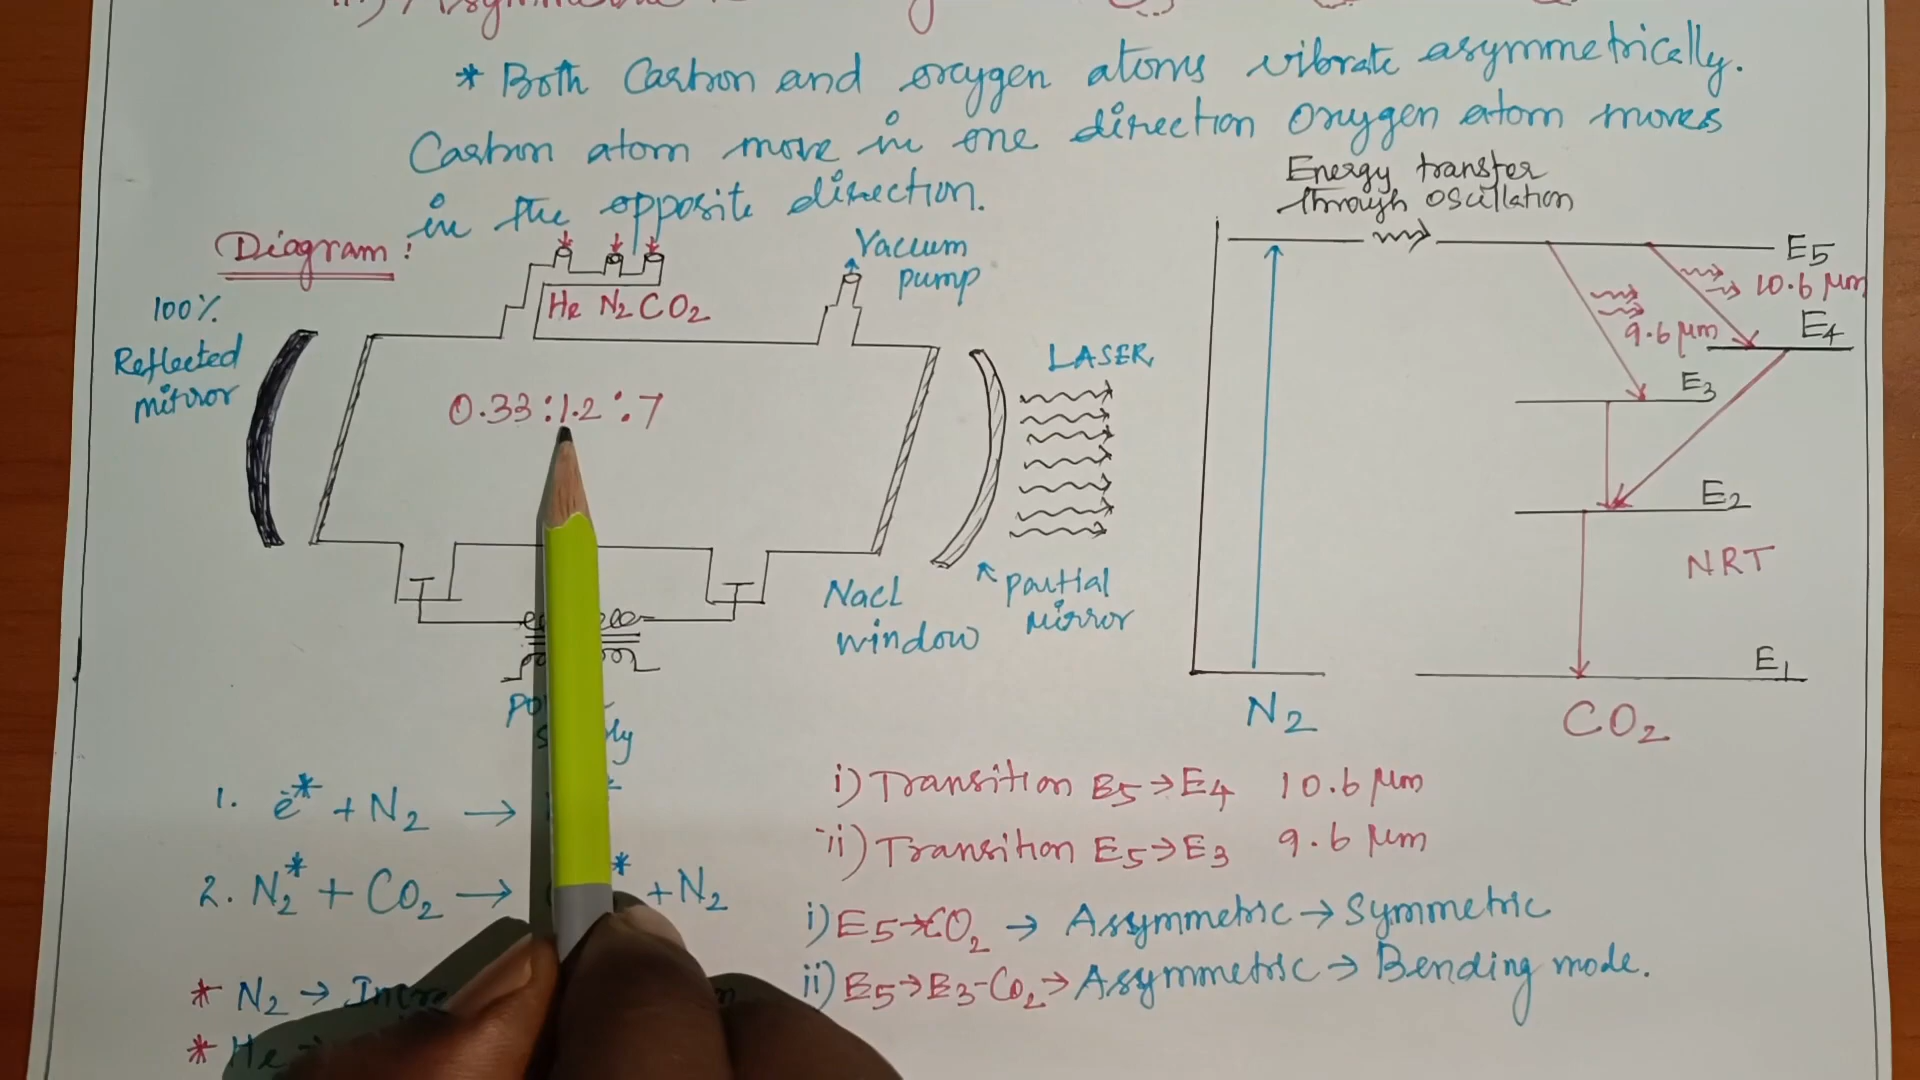 * Both Carbon and oxygen atoms vibrate asymmetrically.
Carbon atom move in one direction oxygen atom moves
in the opposite direction.
Diagram:
He N2 CO2
Vacuum
pump
100%
Reflected
mirror
0.33:1.2:7
LASER
NaCl
window
partial
mirror
Energy transfer
through oscillation
E5
10.6 μm
9.6 μm
E4
E3
E2
NRT
E1
N2
CO2
1. e* + N2 →
2. N2* + CO2 → * + N2
* N2 →
* He →
i) Transition E5→E4 10.6 μm
ii) Transition E5→E3 9.6 μm
i) E5→CO2 → Assymmetric → Symmetric
ii) E5→E3-CO2 → Asymmetric → Bending mode.